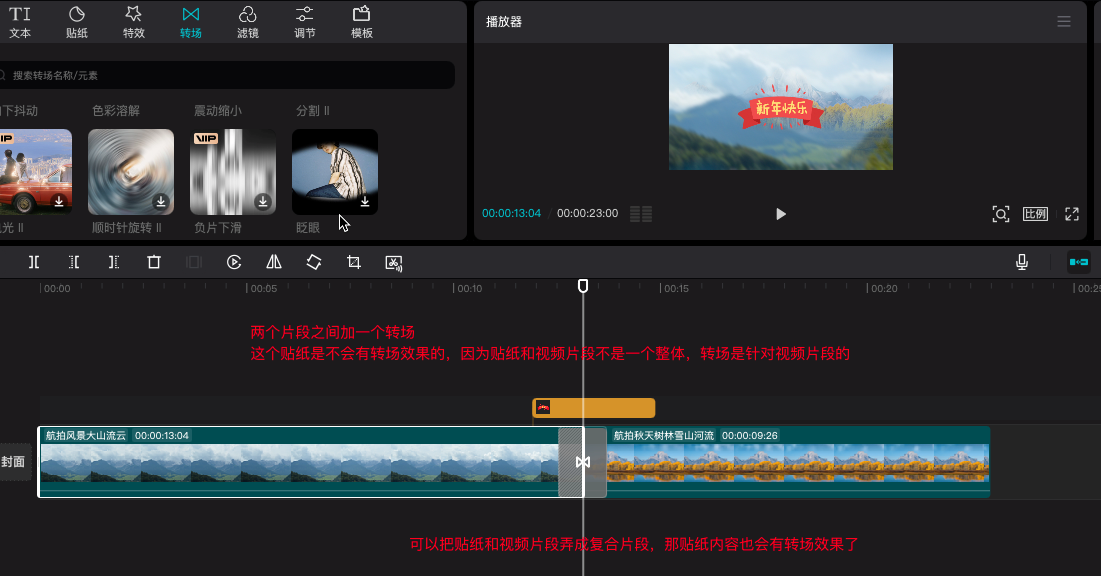 TI
文本 贴纸 特效 转场 滤镜 调节 模板
搜索转场名称/元素
下抖动 色彩溶解 震动缩小 分割 II
VIP
光 II 顺时针旋转 II 负片下滑 眨眼
播放器
新年快乐
00:00:13:04 / 00:00:23:00
比例
00:00 00:05 00:10 00:15 00:20 00:25
两个片段之间加一个转场
这个贴纸是不会有转场效果的，因为贴纸和视频片段不是一个整体，转场是针对视频片段的
封面
航拍风景大山流云 00:00:13:04
航拍秋天树林雪山河流 00:00:09:26
可以把贴纸和视频片段弄成复合片段，那贴纸内容也会有转场效果了